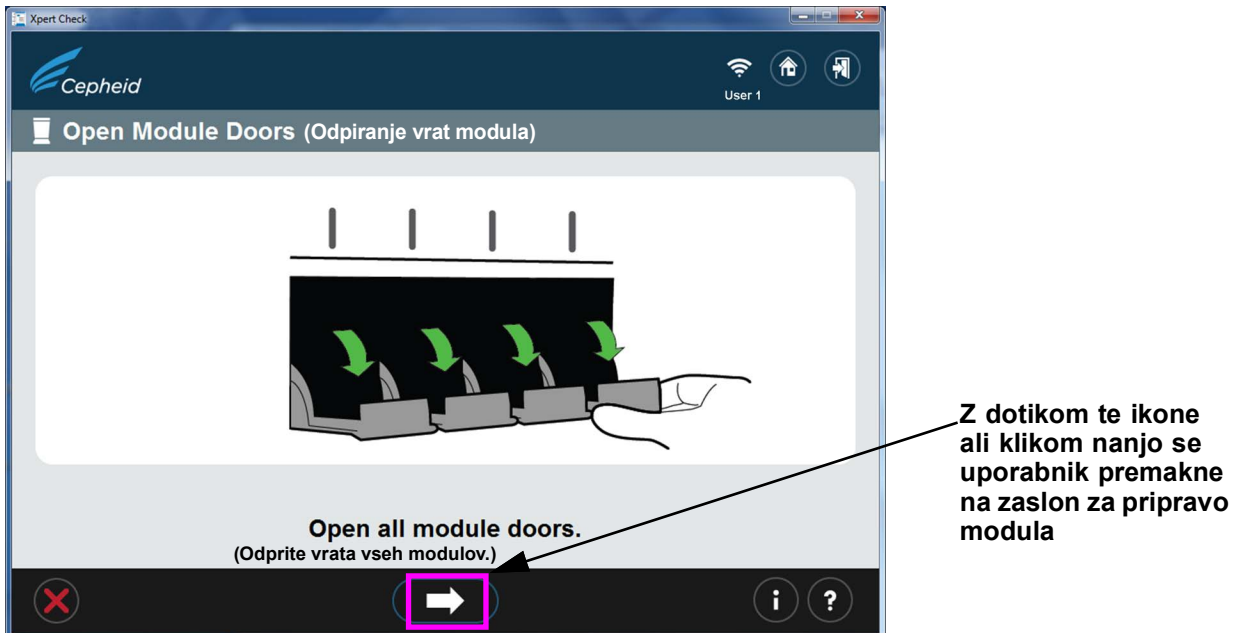 Xpert Check
Cepheid
User 1
Open Module Doors (Odpiranje vrat modula)
Open all module doors.
(Odprite vrata vseh modulov.)
i ?
Z dotikom te ikone
ali klikom nanjo se
uporabnik premakne
na zaslon za pripravo
modula